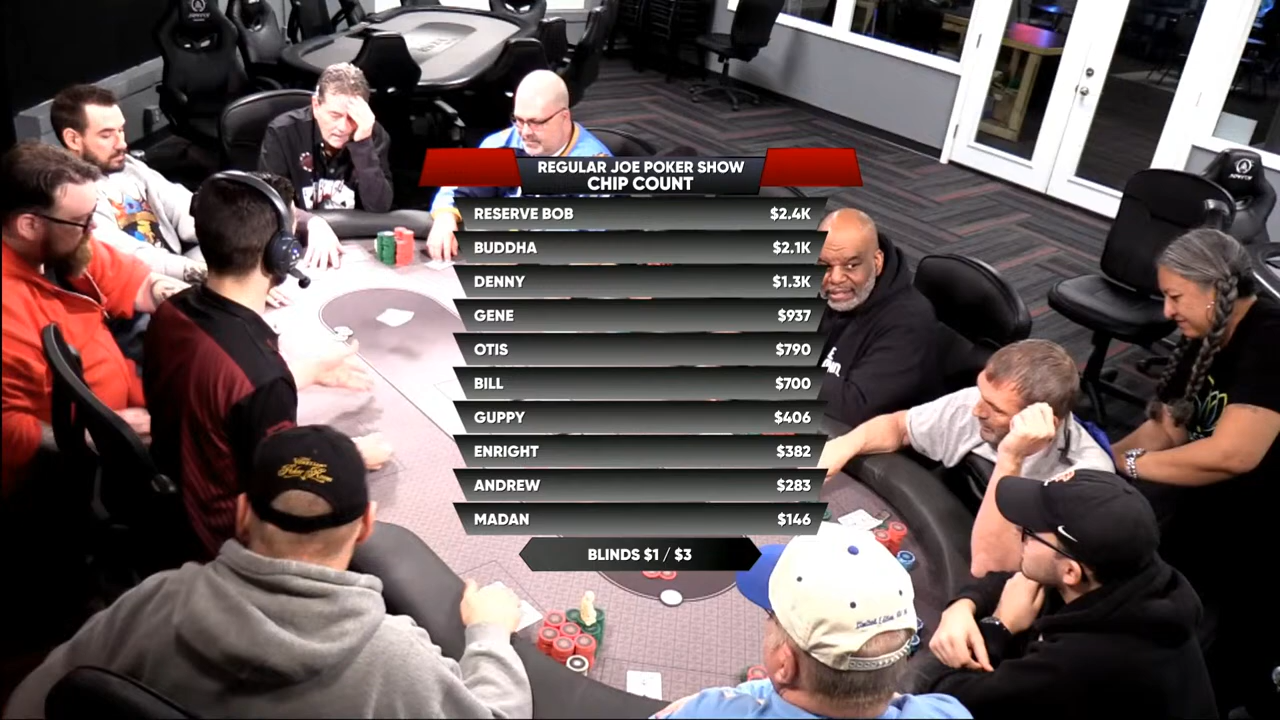 REGULAR JOE POKER SHOW
CHIP COUNT
RESERVE BOB $2.4K
BUDDHA $2.1K
DENNY $1.3K
GENE $937
OTIS $790
BILL $700
GUPPY $406
ENRIGHT $382
ANDREW $283
MADAN $146
BLINDS $1 / $3